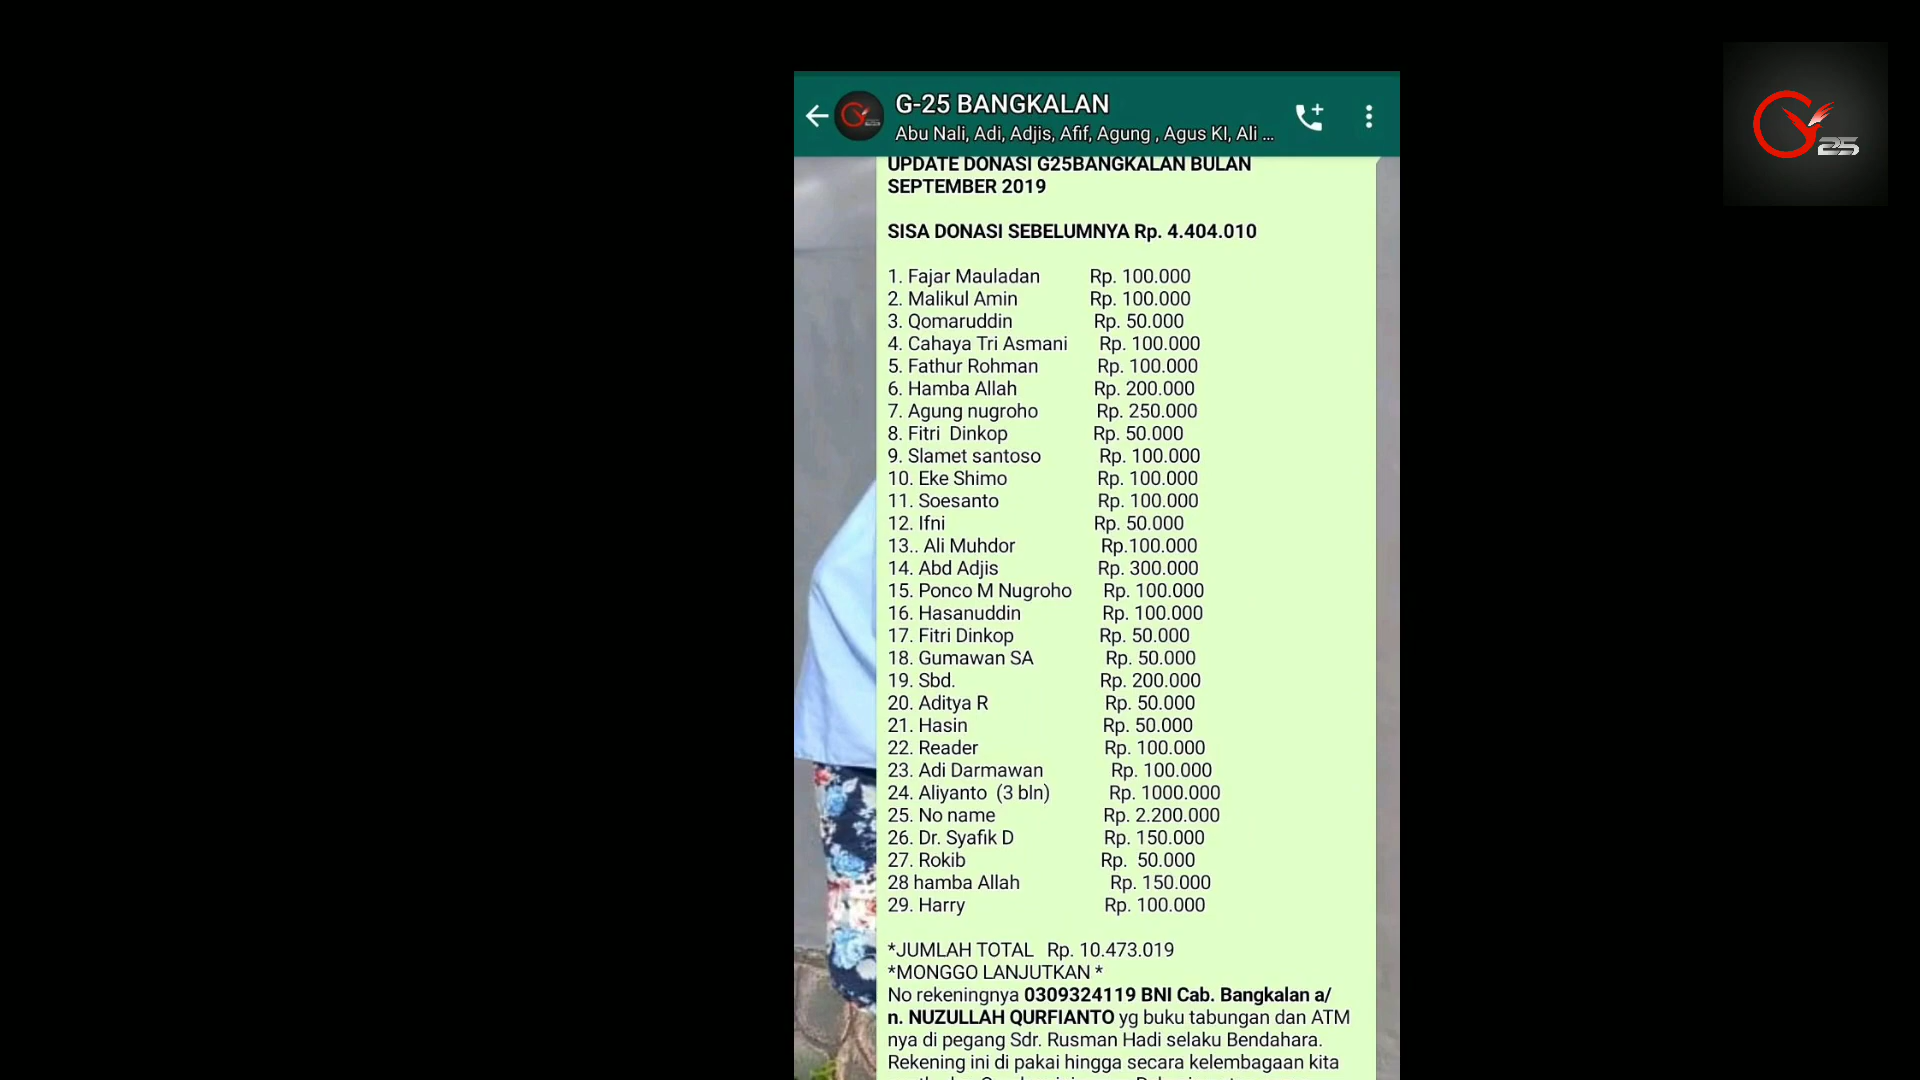 G-25 BANGKALAN
Abu Nali, Adi, Adjis, Afif, Agung , Agus Kl, Ali ...
25
UPDATE DONASI G25BANGKALAN BULAN
SEPTEMBER 2019
SISA DONASI SEBELUMNYA Rp. 4.404.010
1. Fajar Mauladan Rp. 100.000
2. Malikul Amin Rp. 100.000
3. Qomaruddin Rp. 50.000
4. Cahaya Tri Asmani Rp. 100.000
5. Fathur Rohman Rp. 100.000
6. Hamba Allah Rp. 200.000
7. Agung nugroho Rp. 250.000
8. Fitri Dinkop Rp. 50.000
9. Slamet santoso Rp. 100.000
10. Eke Shimo Rp. 100.000
11. Soesanto Rp. 100.000
12. Ifni Rp. 50.000
13.. Ali Muhdor Rp.100.000
14. Abd Adjis Rp. 300.000
15. Ponco M Nugroho Rp. 100.000
16. Hasanuddin Rp. 100.000
17. Fitri Dinkop Rp. 50.000
18. Gumawan SA Rp. 50.000
19. Sbd. Rp. 200.000
20. Aditya R Rp. 50.000
21. Hasin Rp. 50.000
22. Reader Rp. 100.000
23. Adi Darmawan Rp. 100.000
24. Aliyanto (3 bln) Rp. 1000.000
25. No name Rp. 2.200.000
26. Dr. Syafik D Rp. 150.000
27. Rokib Rp. 50.000
28 hamba Allah Rp. 150.000
29. Harry Rp. 100.000
*JUMLAH TOTAL Rp. 10.473.019
*MONGGO LANJUTKAN *
No rekeningnya 0309324119 BNI Cab. Bangkalan a/
n. NUZULLAH QURFIANTO yg buku tabungan dan ATM
nya di pegang Sdr. Rusman Hadi selaku Bendahara.
Rekening ini di pakai hingga secara kelembagaan kita